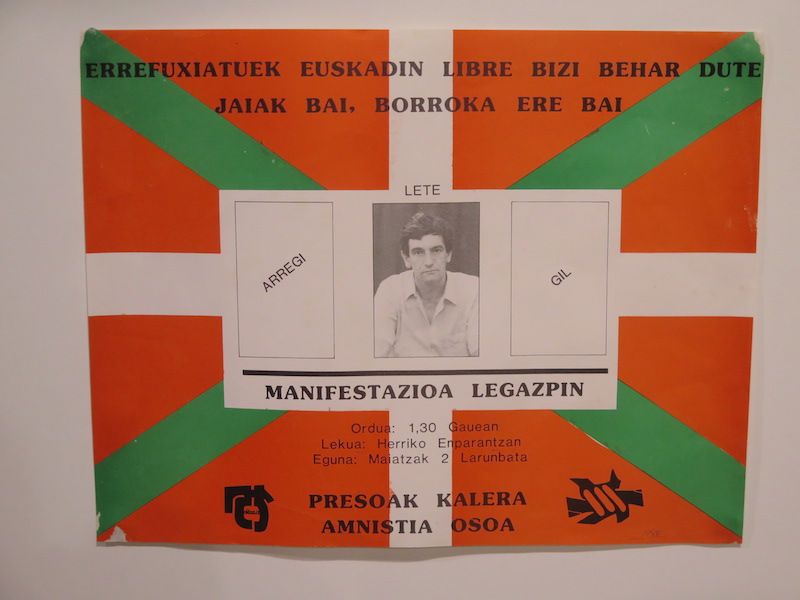 ERREFUXIATUEK EUSKADIN LIBRE BIZI BEHAR DUTE
JAIAK BAI, BORROKA ERE BAI
LETE
ARREGI
GIL
MANIFESTAZIOA LEGAZPIN
Ordua: 1,30 Gauean
Lekua: Herriko Enparantzan
Eguna: Maiatzak 2 Larunbata
PRESOAK KALERA
AMNISTIA OSOA